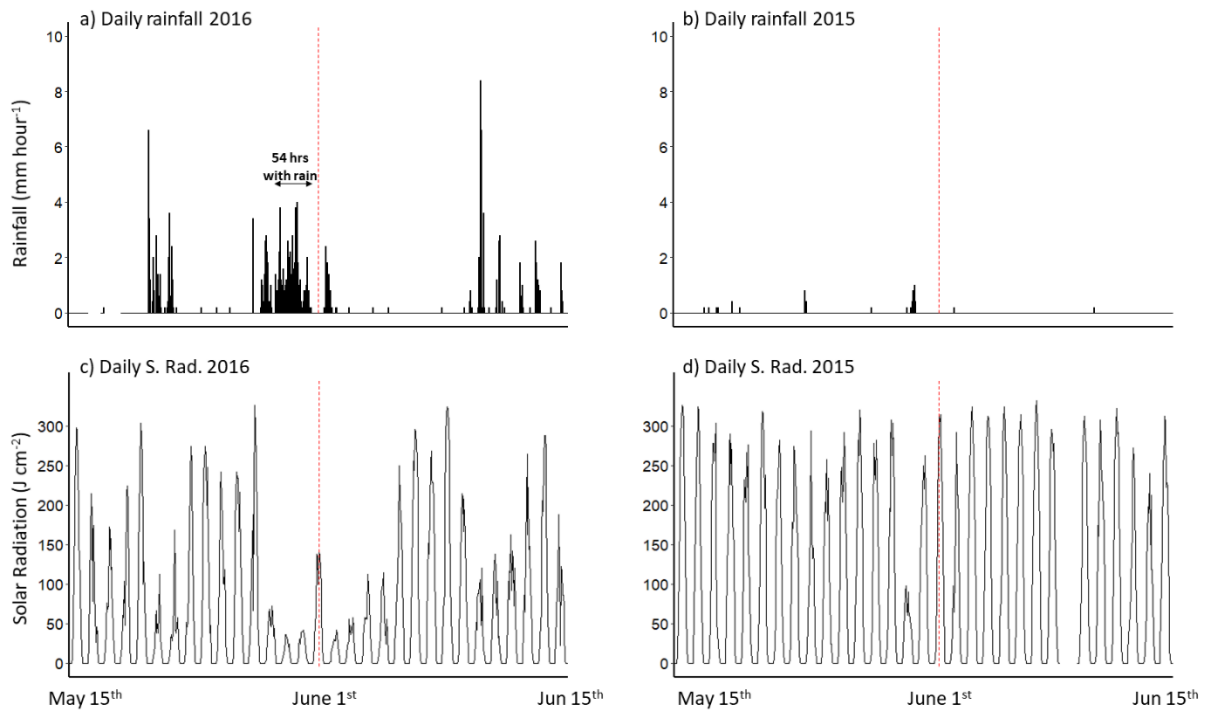 a) Daily rainfall 2016
10
8
6
4
2
0
Rainfall (mm hour⁻¹)
54 hrs
with rain
b) Daily rainfall 2015
10
8
6
4
2
0
c) Daily S. Rad. 2016
300
250
200
150
100
50
0
Solar Radiation (J cm⁻²)
May 15ᵗʰ
June 1ˢᵗ
Jun 15ᵗʰ
d) Daily S. Rad. 2015
300
250
200
150
100
50
0
May 15ᵗʰ
June 1ˢᵗ
Jun 15ᵗʰ